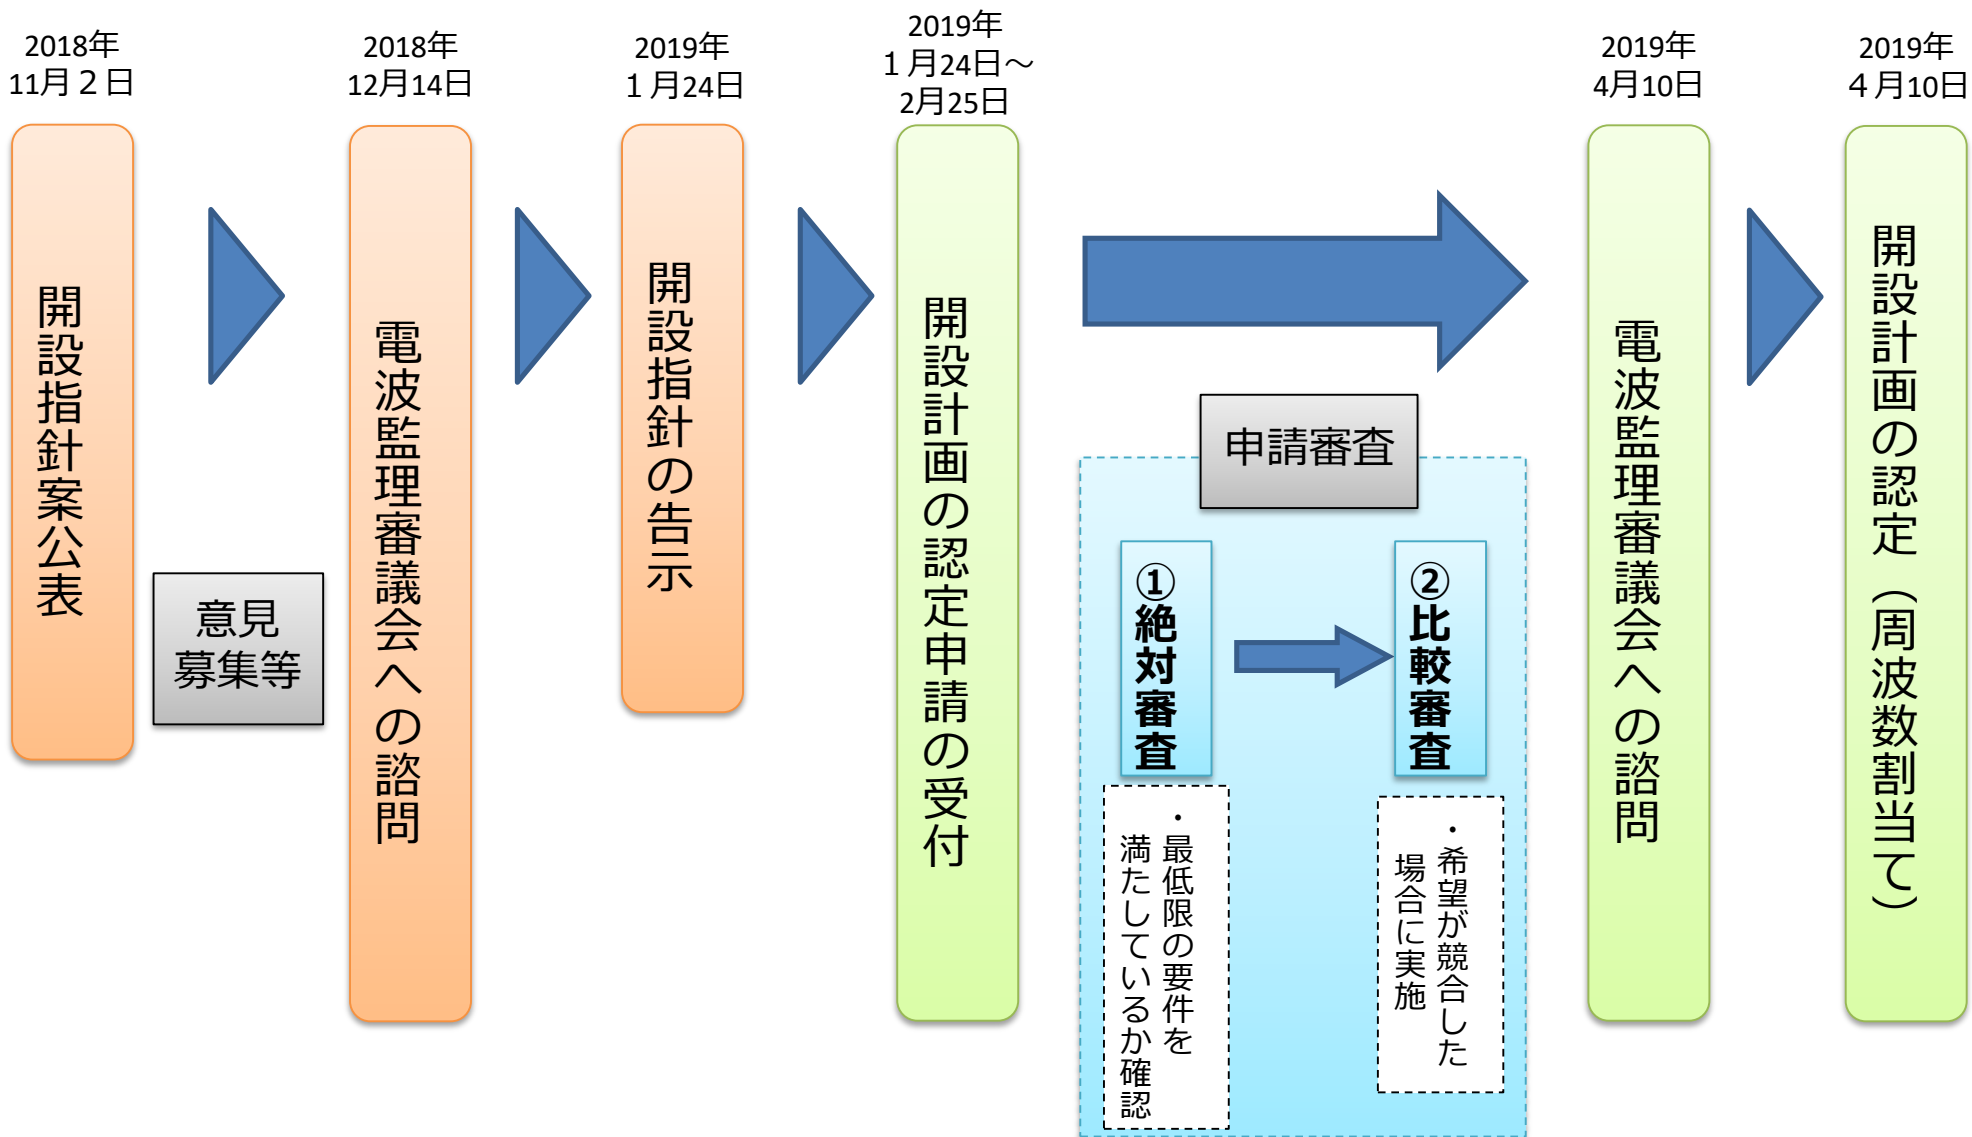 2018年
11月２日
開設指針案公表
意見
募集等
2018年
12月14日
電波監理審議会への諮問
2019年
１月24日
開設指針の告示
2019年
１月24日～
2月25日
開設計画の認定申請の受付
申請審査
①絶対審査
・最低限の要件を
満たしているか確認
②比較審査
・希望が競合した
場合に実施
2019年
4月10日
電波監理審議会への諮問
2019年
４月10日
開設計画の認定（周波数割当て）